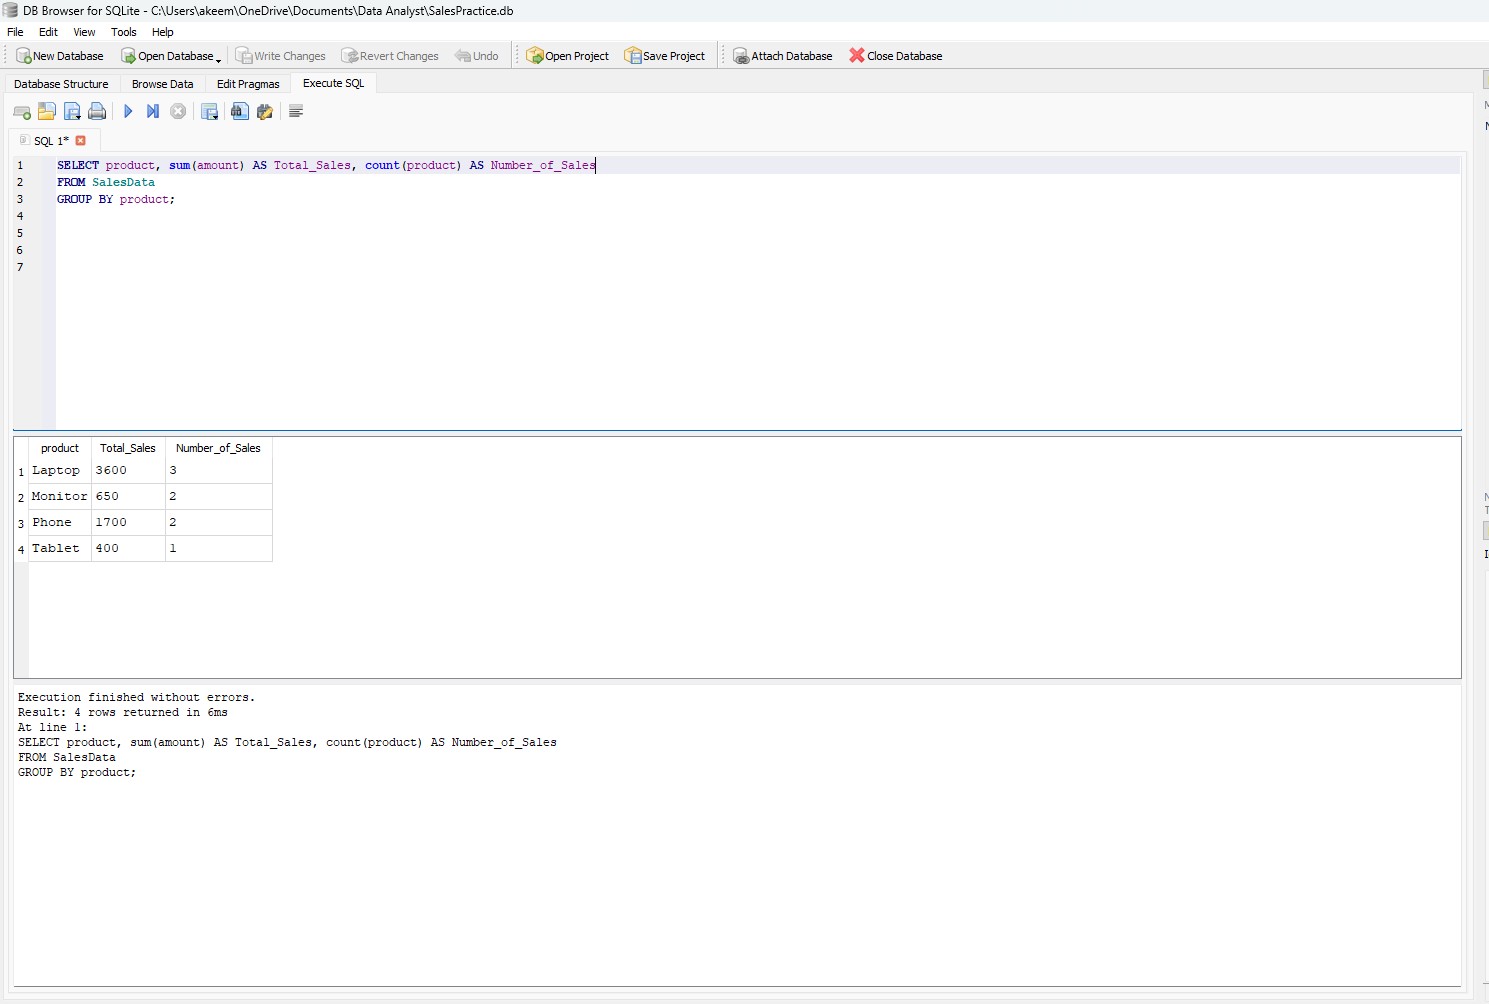 DB Browser for SQLite - C:\Users\akeem\OneDrive\Documents\Data Analyst\SalesPractice.db
File Edit View Tools Help
New Database Open Database Write Changes Revert Changes Undo Open Project Save Project Attach Database Close Database
Database Structure Browse Data Edit Pragmas Execute SQL
SQL 1*
1 SELECT product, sum(amount) AS Total_Sales, count(product) AS Number_of_Sales
2 FROM SalesData
3 GROUP BY product;
4
5
6
7
product Total_Sales Number_of_Sales
1 Laptop 3600 3
2 Monitor 650 2
3 Phone 1700 2
4 Tablet 400 1
Execution finished without errors.
Result: 4 rows returned in 6ms
At line 1:
SELECT product, sum(amount) AS Total_Sales, count(product) AS Number_of_Sales
FROM SalesData
GROUP BY product;